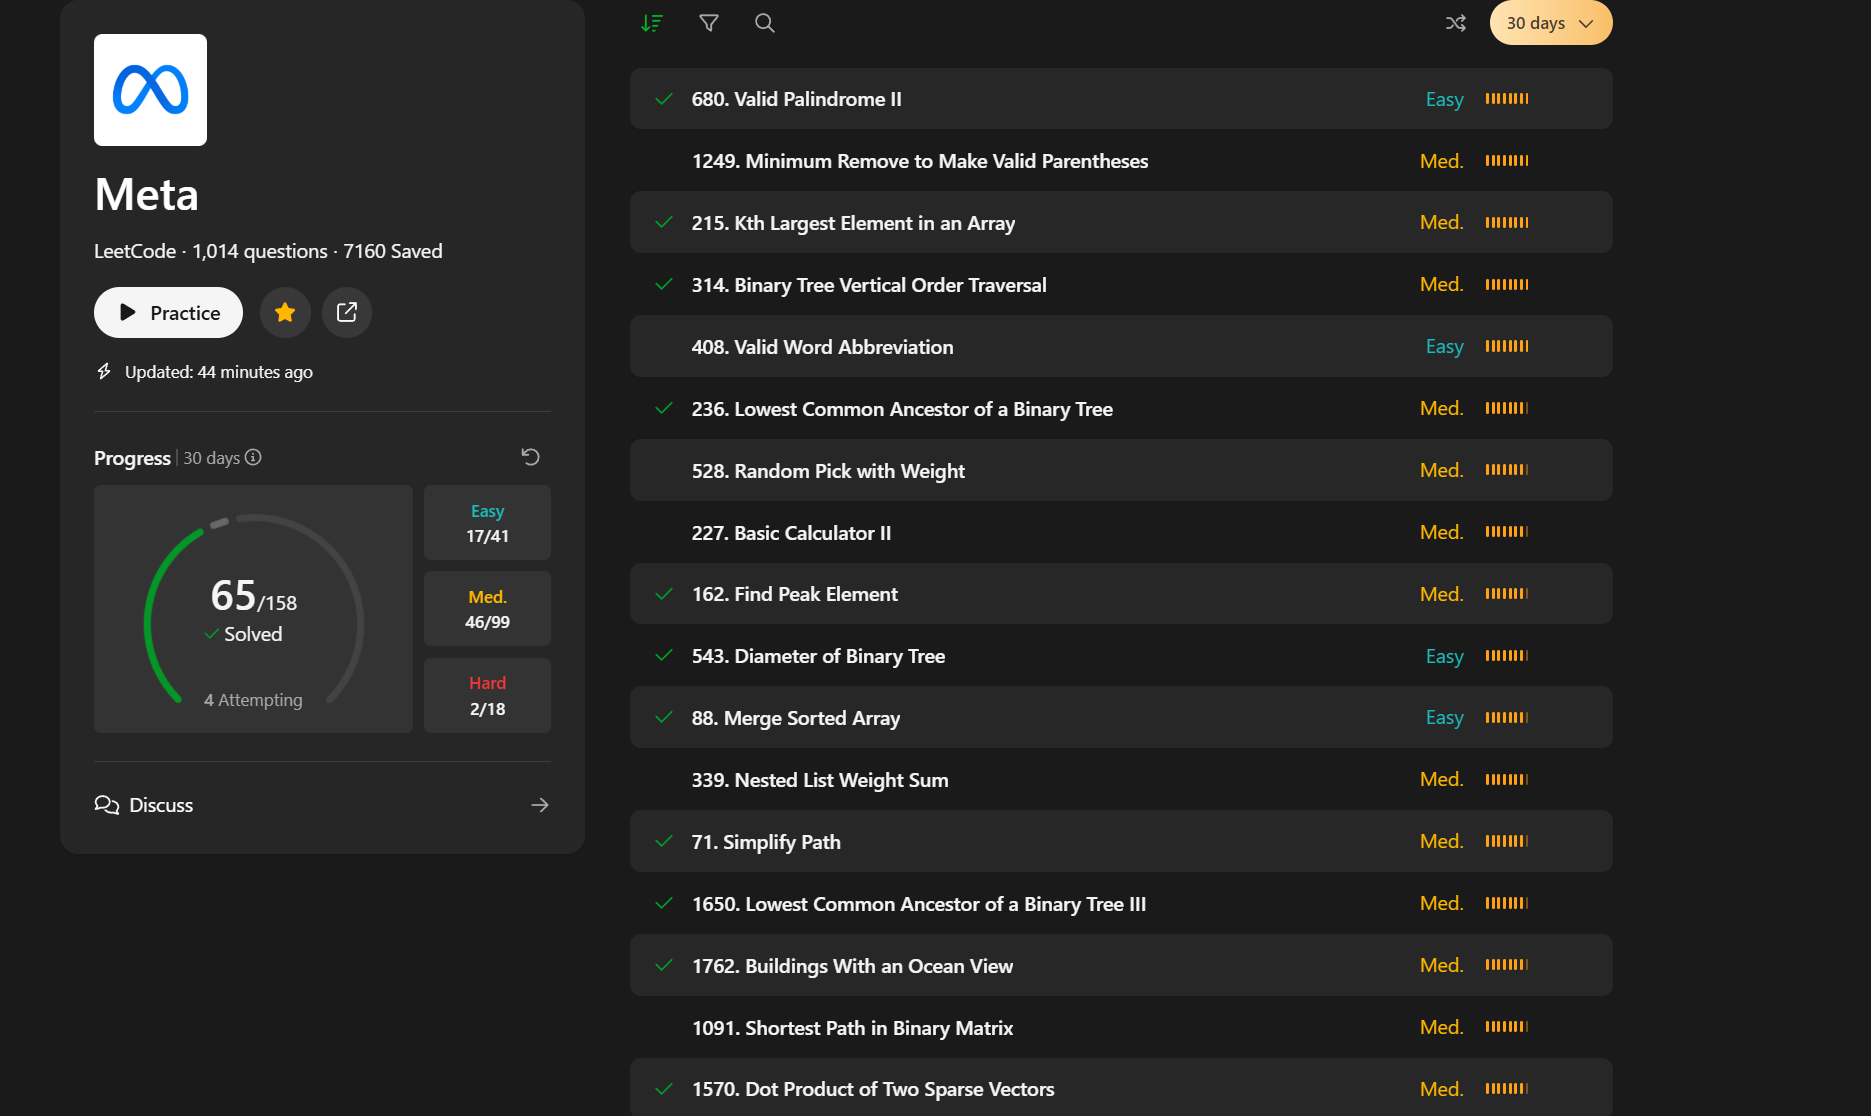 Meta
LeetCode · 1,014 questions · 7160 Saved
Practice
Updated: 44 minutes ago
Progress 30 days
65/158
Solved
4 Attempting
Easy
17/41
Med.
46/99
Hard
2/18
Discuss
30 days
680. Valid Palindrome II Easy
1249. Minimum Remove to Make Valid Parentheses Med.
215. Kth Largest Element in an Array Med.
314. Binary Tree Vertical Order Traversal Med.
408. Valid Word Abbreviation Easy
236. Lowest Common Ancestor of a Binary Tree Med.
528. Random Pick with Weight Med.
227. Basic Calculator II Med.
162. Find Peak Element Med.
543. Diameter of Binary Tree Easy
88. Merge Sorted Array Easy
339. Nested List Weight Sum Med.
71. Simplify Path Med.
1650. Lowest Common Ancestor of a Binary Tree III Med.
1762. Buildings With an Ocean View Med.
1091. Shortest Path in Binary Matrix Med.
1570. Dot Product of Two Sparse Vectors Med.